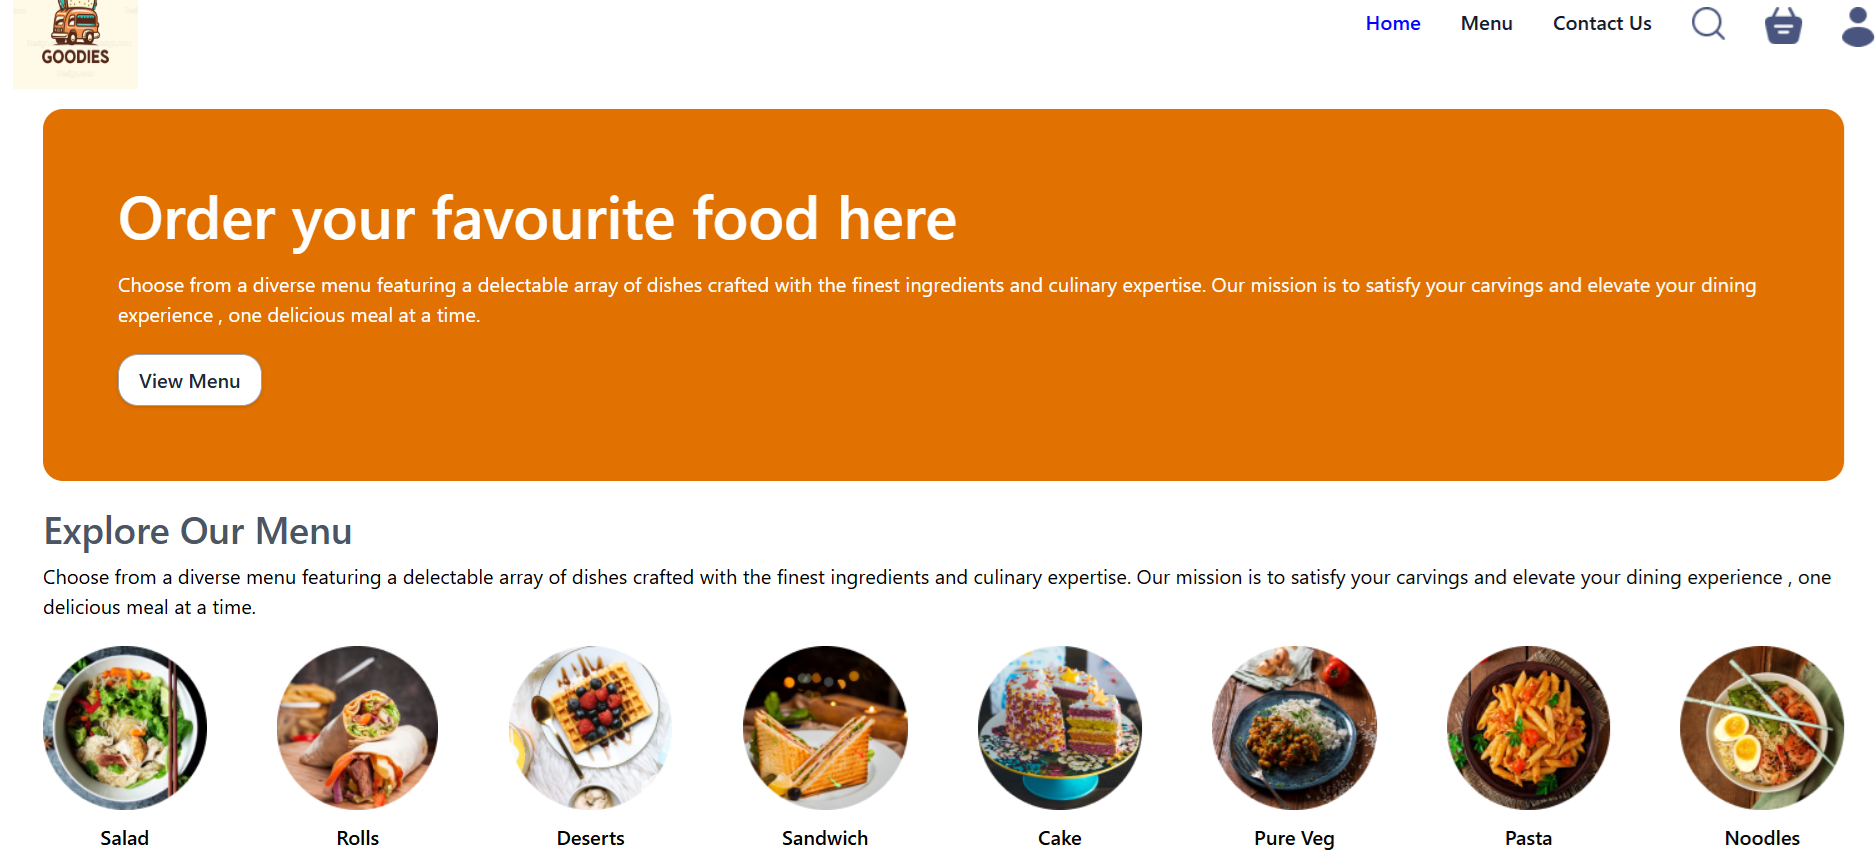 GOODIES
Home Menu Contact Us
Order your favourite food here
Choose from a diverse menu featuring a delectable array of dishes crafted with the finest ingredients and culinary expertise. Our mission is to satisfy your carvings and elevate your dining
experience , one delicious meal at a time.
View Menu
Explore Our Menu
Choose from a diverse menu featuring a delectable array of dishes crafted with the finest ingredients and culinary expertise. Our mission is to satisfy your carvings and elevate your dining experience , one
delicious meal at a time.
Salad Rolls Deserts Sandwich Cake Pure Veg Pasta Noodles